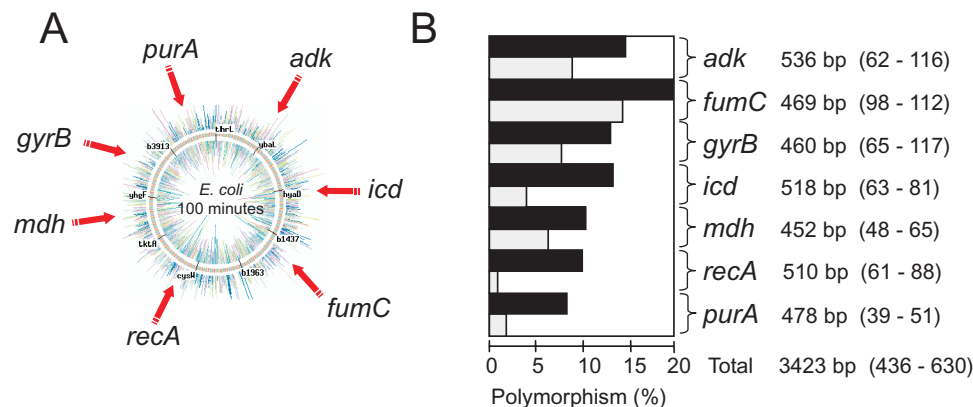 A
purA
adk
gyrB
thrL
ybaL
b3913
E. coli
100 minutes
yhgF
hyaD
icd
mdh
tktA
b1437
cysW
b1963
recA
fumC
B
adk 536 bp (62 - 116)
fumC 469 bp (98 - 112)
gyrB 460 bp (65 - 117)
icd 518 bp (63 - 81)
mdh 452 bp (48 - 65)
recA 510 bp (61 - 88)
purA 478 bp (39 - 51)
0 5 10 15 20 Total 3423 bp (436 - 630)
Polymorphism (%)